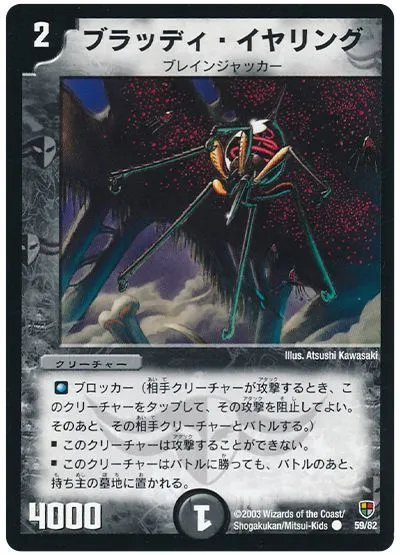 2
ブラッディ・イヤリング
ブレインジャッカー
Illus. Atsushi Kawasaki
クリーチャー
ブロッカー（相手クリーチャーが攻撃するとき、こ
のクリーチャーをタップして、その攻撃を阻止してよい。
そのあと、その相手クリーチャーとバトルする。）
■ このクリーチャーは攻撃することができない。
■ このクリーチャーはバトルに勝っても、バトルのあと、
持ち主の墓地に置かれる。
4000
1
©2003 Wizards of the Coast/
Shogakukan/Mitsui-Kids
59/82